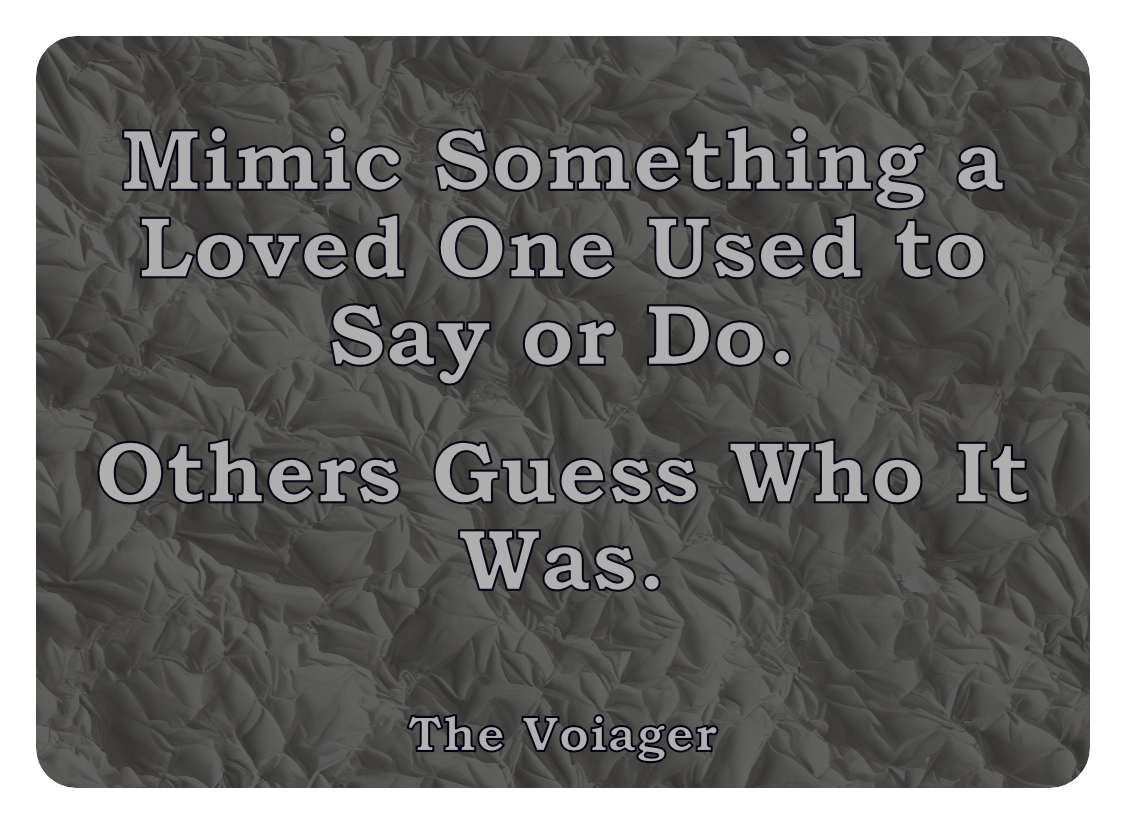 Mimic Something a
Loved One Used to
Say or Do.
Others Guess Who It
Was.
The Voiager